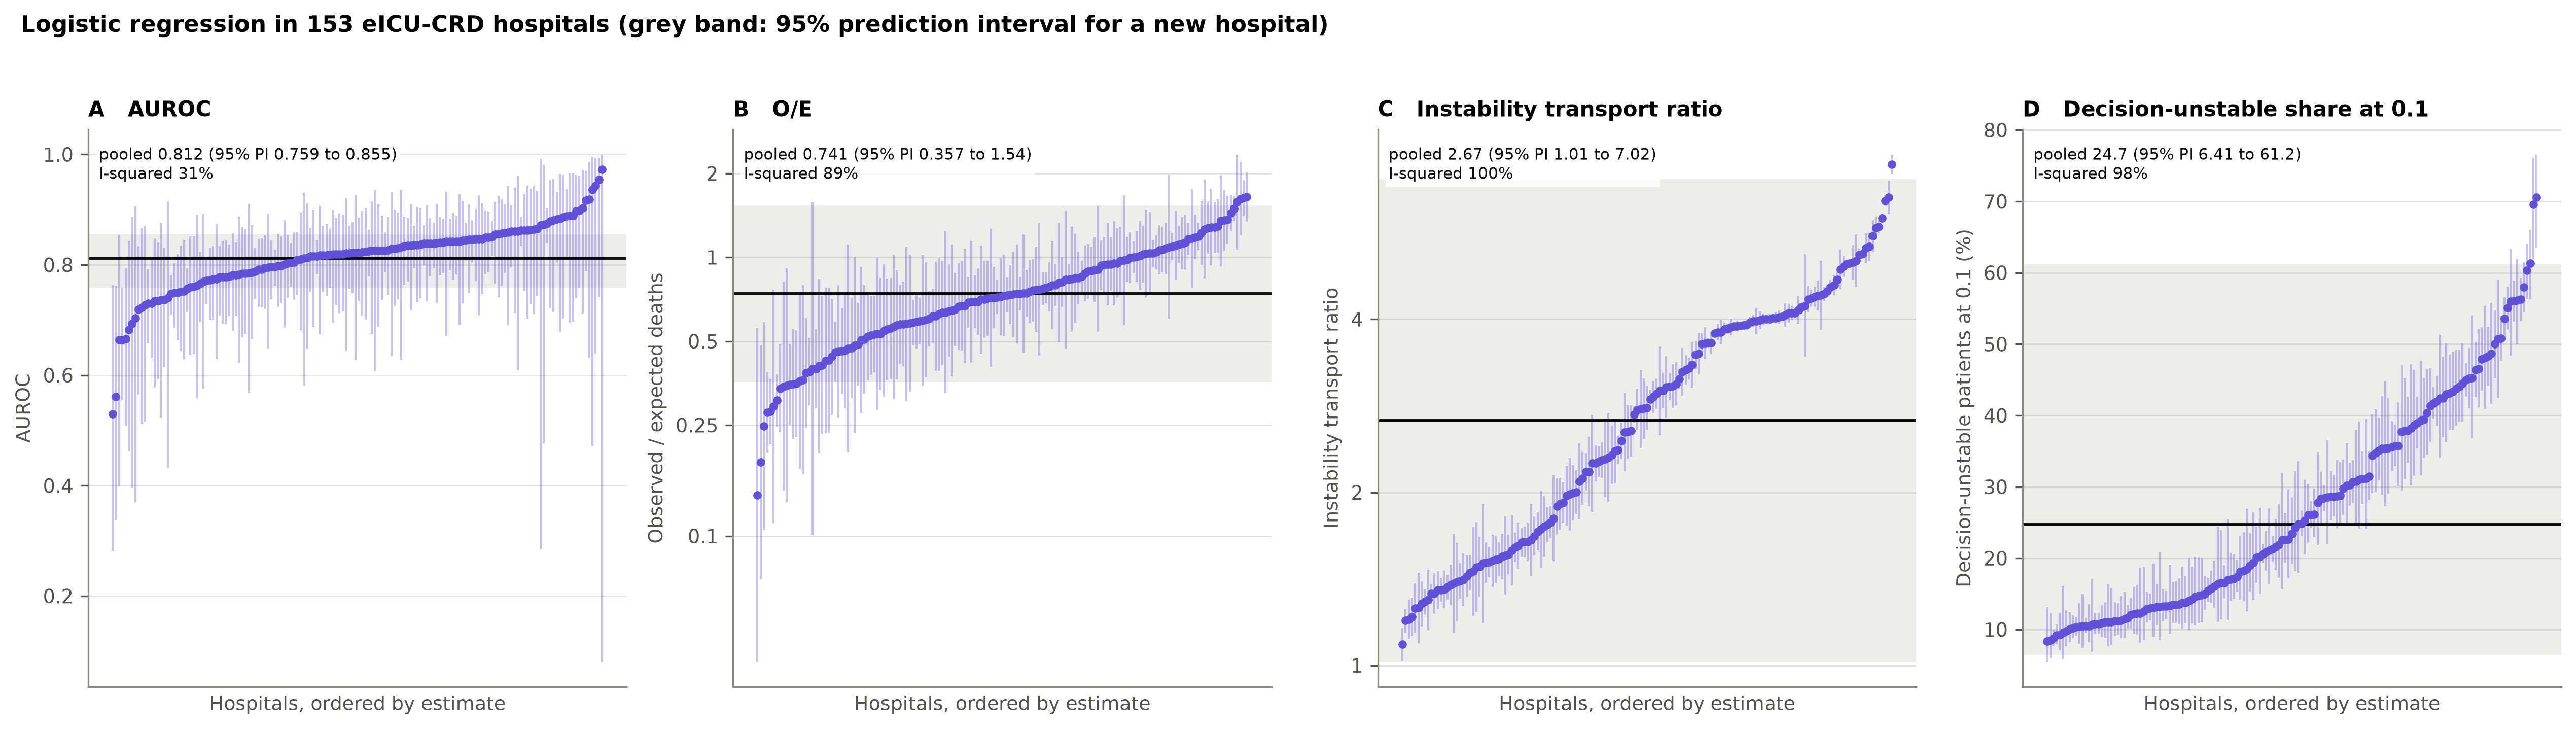 Logistic regression in 153 eICU-CRD hospitals (grey band: 95% prediction interval for a new hospital)
A AUROC
pooled 0.812 (95% PI 0.759 to 0.855)
I-squared 31%
1.0
0.8
0.6
0.4
0.2
AUROC
Hospitals, ordered by estimate
B O/E
pooled 0.741 (95% PI 0.357 to 1.54)
I-squared 89%
2
1
0.5
0.25
0.1
Observed / expected deaths
Hospitals, ordered by estimate
C Instability transport ratio
pooled 2.67 (95% PI 1.01 to 7.02)
I-squared 100%
4
2
1
Instability transport ratio
Hospitals, ordered by estimate
D Decision-unstable share at 0.1
pooled 24.7 (95% PI 6.41 to 61.2)
I-squared 98%
80
70
60
50
40
30
20
10
Decision-unstable patients at 0.1 (%)
Hospitals, ordered by estimate